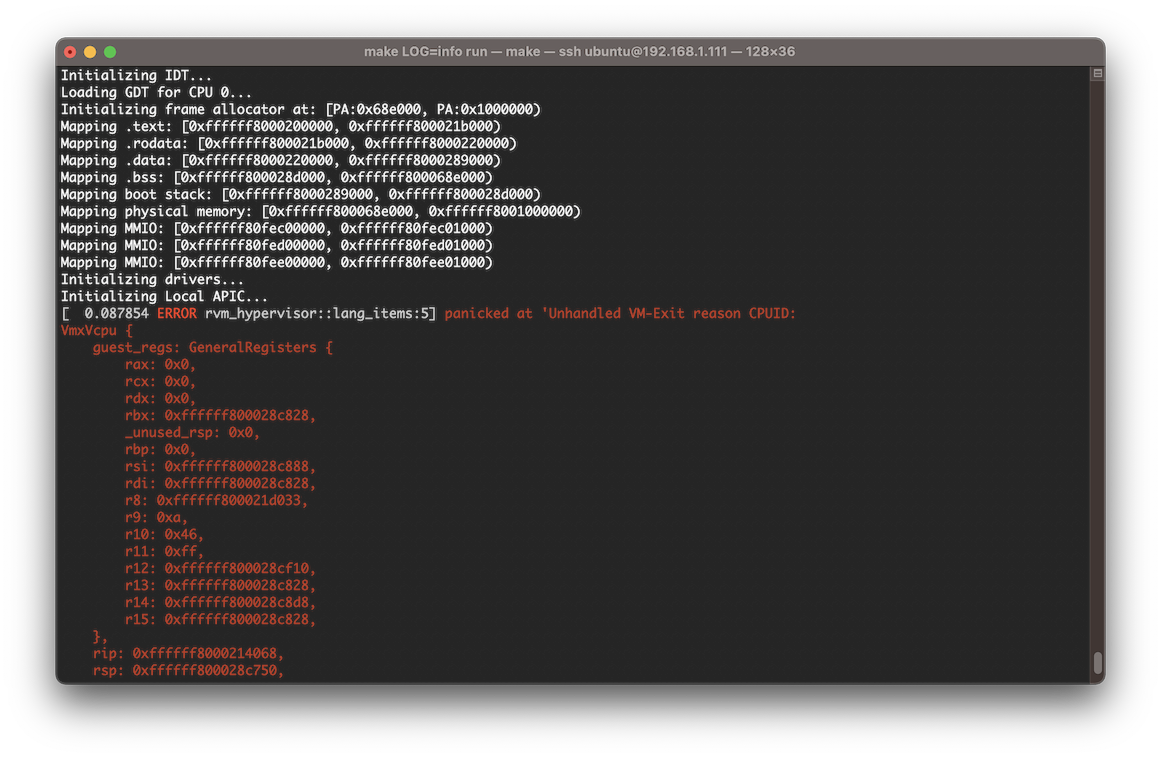 make LOG=info run — make — ssh ubuntu@192.168.1.111 — 128×36
Initializing IDT...
Loading GDT for CPU 0...
Initializing frame allocator at: [PA:0x68e000, PA:0x1000000)
Mapping .text: [0xffffff8000200000, 0xffffff800021b000)
Mapping .rodata: [0xffffff800021b000, 0xffffff8000220000)
Mapping .data: [0xffffff8000220000, 0xffffff8000289000)
Mapping .bss: [0xffffff800028d000, 0xffffff800068e000)
Mapping boot stack: [0xffffff8000289000, 0xffffff800028d000)
Mapping physical memory: [0xffffff800068e000, 0xffffff8001000000)
Mapping MMIO: [0xffffff80fec00000, 0xffffff80fec01000)
Mapping MMIO: [0xffffff80fed00000, 0xffffff80fed01000)
Mapping MMIO: [0xffffff80fee00000, 0xffffff80fee01000)
Initializing drivers...
Initializing Local APIC...
[  0.087854 ERROR rvm_hypervisor::lang_items:5] panicked at 'Unhandled VM-Exit reason CPUID:
VmxVcpu {
    guest_regs: GeneralRegisters {
        rax: 0x0,
        rcx: 0x0,
        rdx: 0x0,
        rbx: 0xffffff800028c828,
        _unused_rsp: 0x0,
        rbp: 0x0,
        rsi: 0xffffff800028c888,
        rdi: 0xffffff800028c828,
        r8: 0xffffff800021d033,
        r9: 0xa,
        r10: 0x46,
        r11: 0xff,
        r12: 0xffffff800028cf10,
        r13: 0xffffff800028c828,
        r14: 0xffffff800028c8d8,
        r15: 0xffffff800028c828,
    },
    rip: 0xffffff8000214068,
    rsp: 0xffffff800028c750,